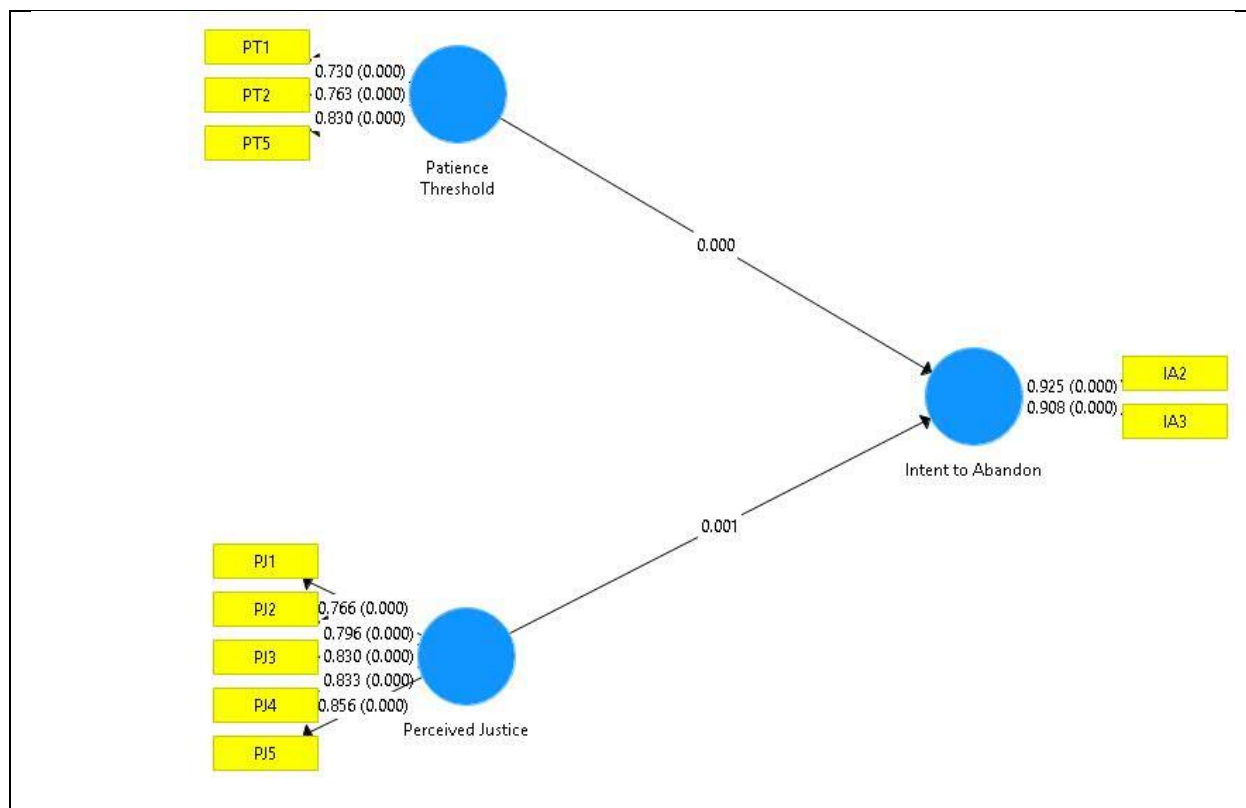 PT1
0.730 (0.000)
PT2
0.763 (0.000)
0.830 (0.000)
PT5
Patience
Threshold
0.000
0.925 (0.000)
IA2
0.908 (0.000)
IA3
Intent to Abandon
0.001
PJ1
PJ2
0.766 (0.000)
0.796 (0.000)
PJ3
0.830 (0.000)
0.833 (0.000)
PJ4
0.856 (0.000)
Perceived Justice
PJ5